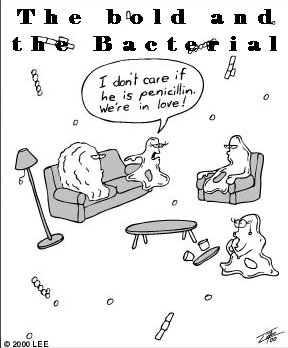 The bold and
the Bacterial
I don't care if
he is penicillin.
We're in love!
© 2000 LEE